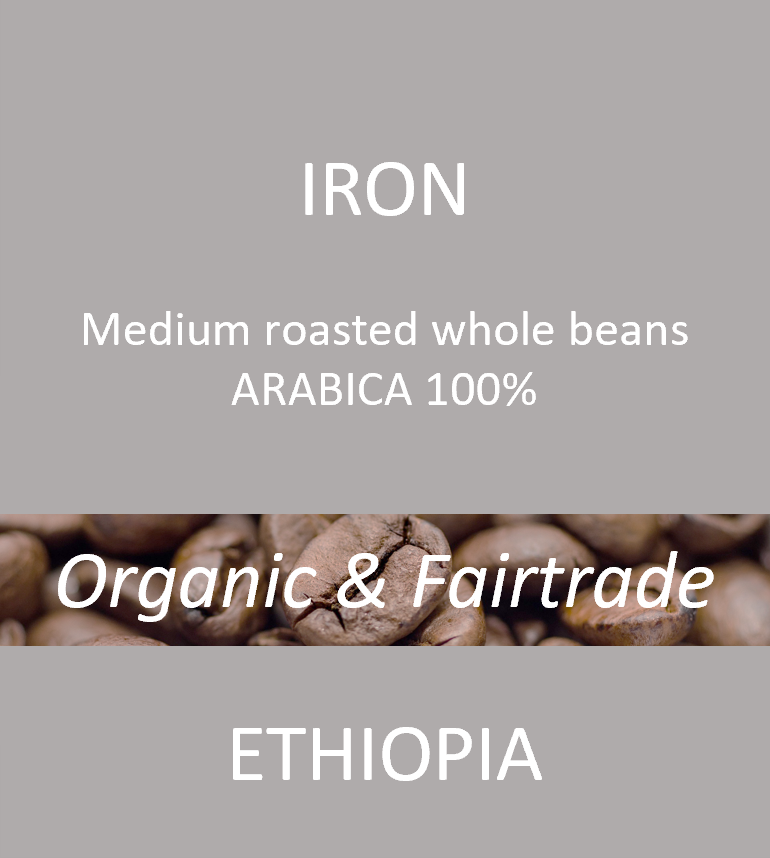 IRON
Medium roasted whole beans
ARABICA 100%
Organic & Fairtrade
ETHIOPIA